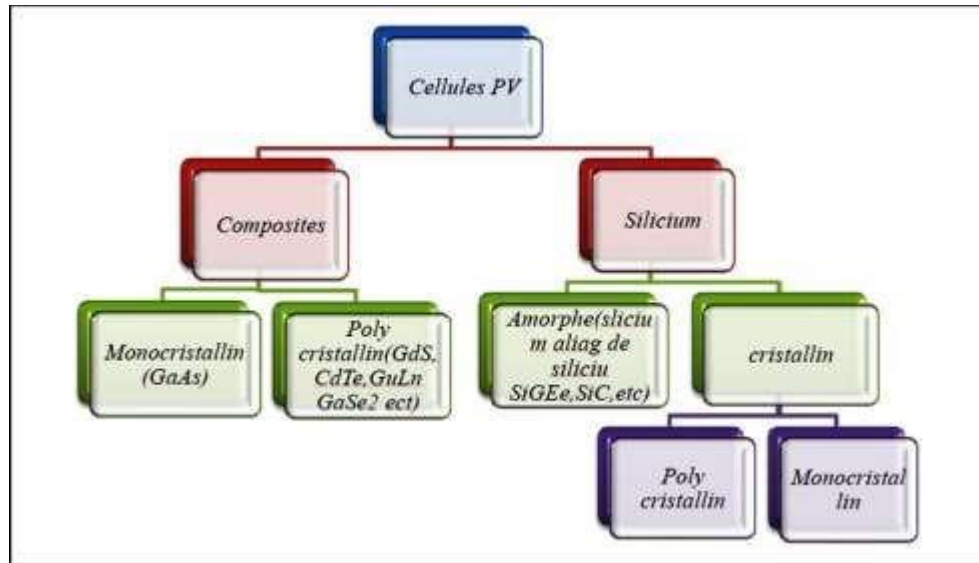 Cellules PV
Composites
Silicium
Monocristallin
(GaAs)
Poly
cristallin(GdS,
CdTe,GuLn
GaSe2 ect)
Amorphe(sliciu
m aliag de
siliciu
SiGEe,SiC,etc)
cristallin
Poly
cristallin
Monocristal
lin